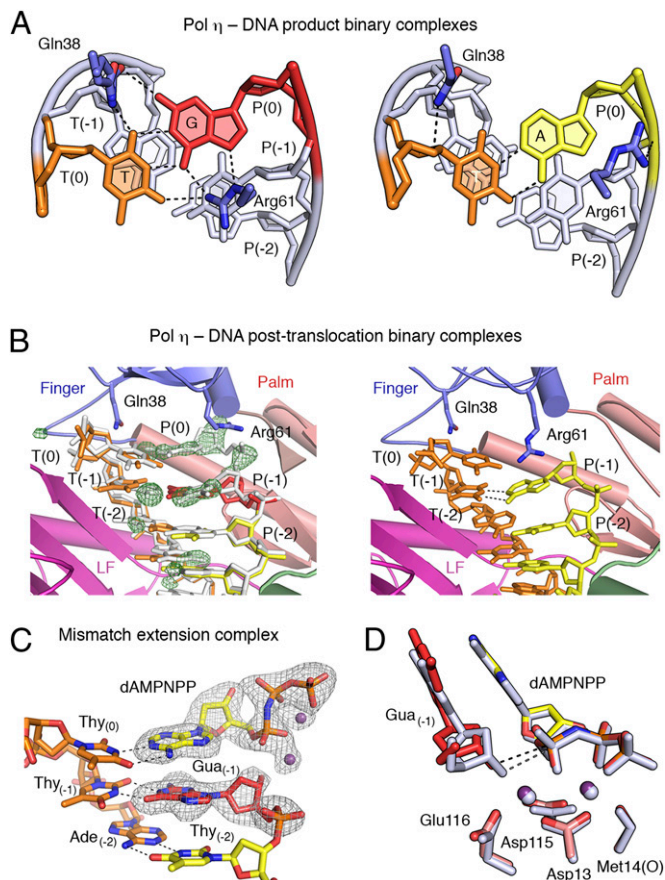 A
Pol η – DNA product binary complexes
Gln38
T(-1)
G
P(0)
T(0)
T
P(-1)
Arg61
P(-2)
Gln38
P(0)
A
Arg61
P(-2)
B
Pol η – DNA post-translocation binary complexes
Finger
Palm
Gln38
P(0)
Arg61
T(0)
T(-1)
P(-1)
T(-2)
P(-2)
LF
Finger
Palm
Gln38
Arg61
T(0)
P(-1)
T(-1)
T(-2)
P(-2)
LF
C
Mismatch extension complex
dAMPNPP
Thy(0)
Gua(-1)
Thy(-1)
Thy(-2)
Ade(-2)
D
dAMPNPP
Gua(-1)
Glu116
Asp115
Asp13
Met14(O)